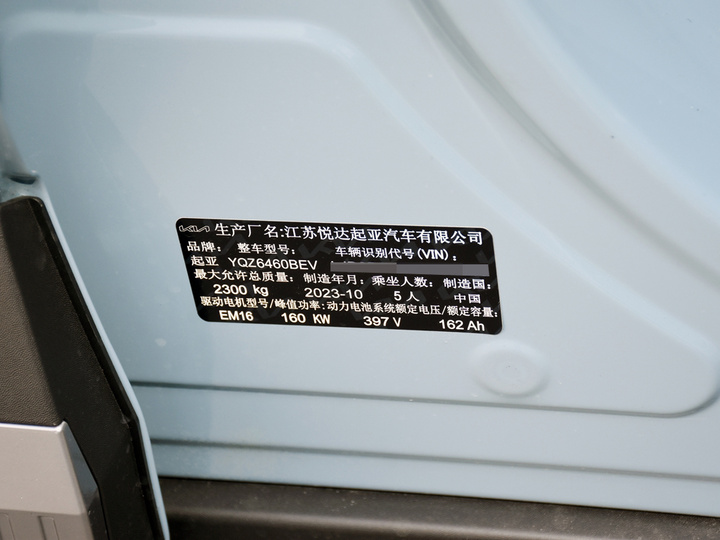 KIA 生产厂名:江苏悦达起亚汽车有限公司
品牌: 整车型号: 车辆识别代号(VIN):
起亚 YQZ6460BEV
最大允许总质量: 制造年月: 乘坐人数: 制造国:
2300 kg 2023-10 5人 中国
驱动电机型号/峰值功率:动力电池系统额定电压/额定容量:
EM16 160 KW 397 V 162 Ah